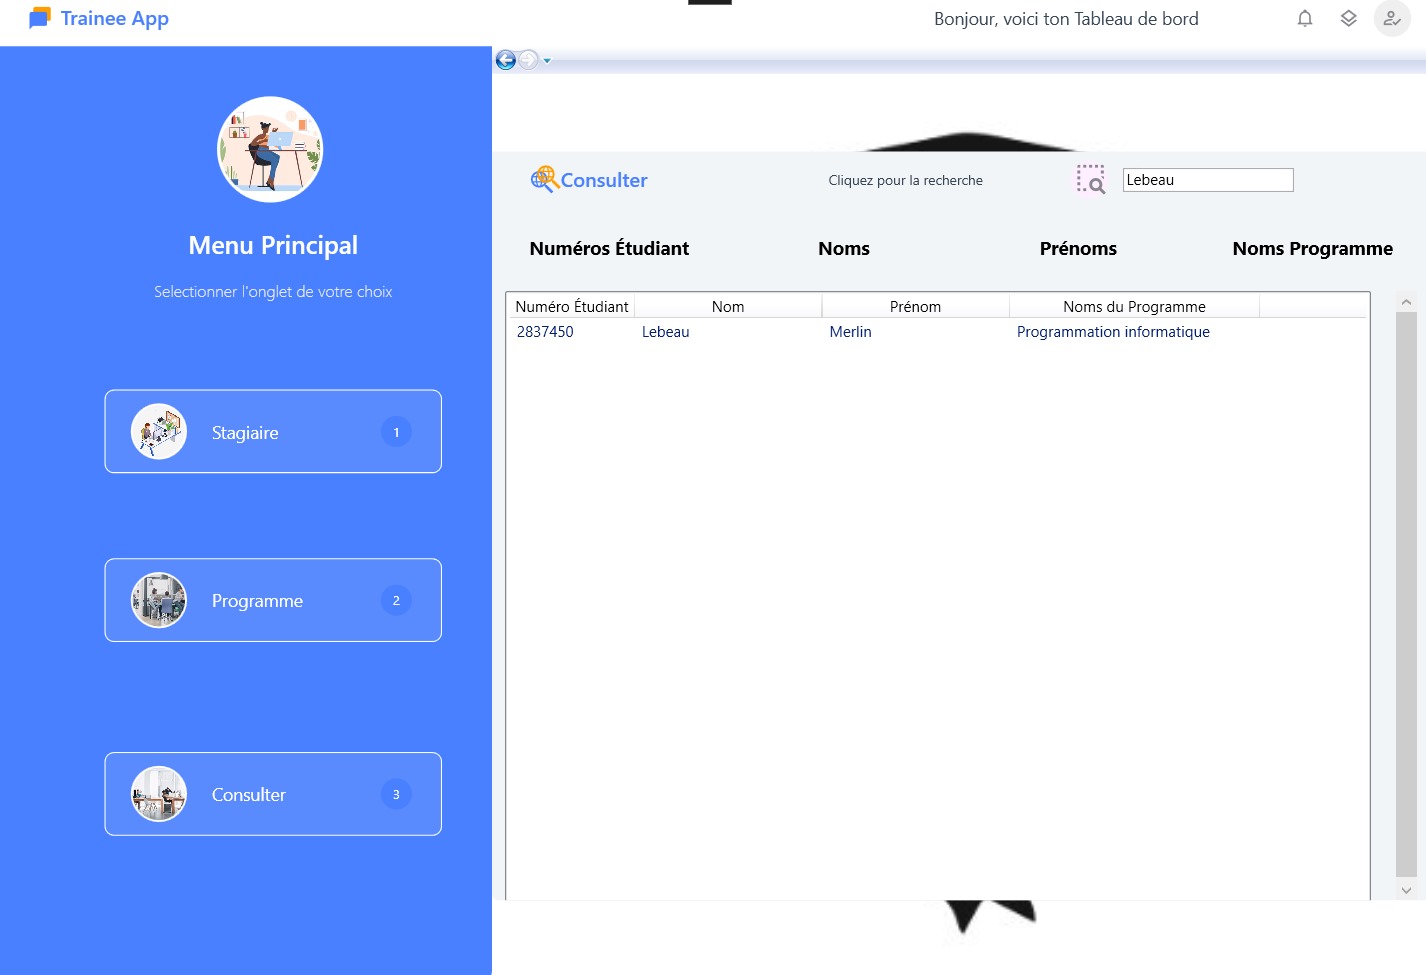 Trainee App
Bonjour, voici ton Tableau de bord
Menu Principal
Selectionner l'onglet de votre choix
Stagiaire 1
Programme 2
Consulter 3
Consulter
Cliquez pour la recherche
Lebeau
Numéros Étudiant Noms Prénoms Noms Programme
Numéro Étudiant Nom Prénom Noms du Programme
2837450 Lebeau Merlin Programmation informatique